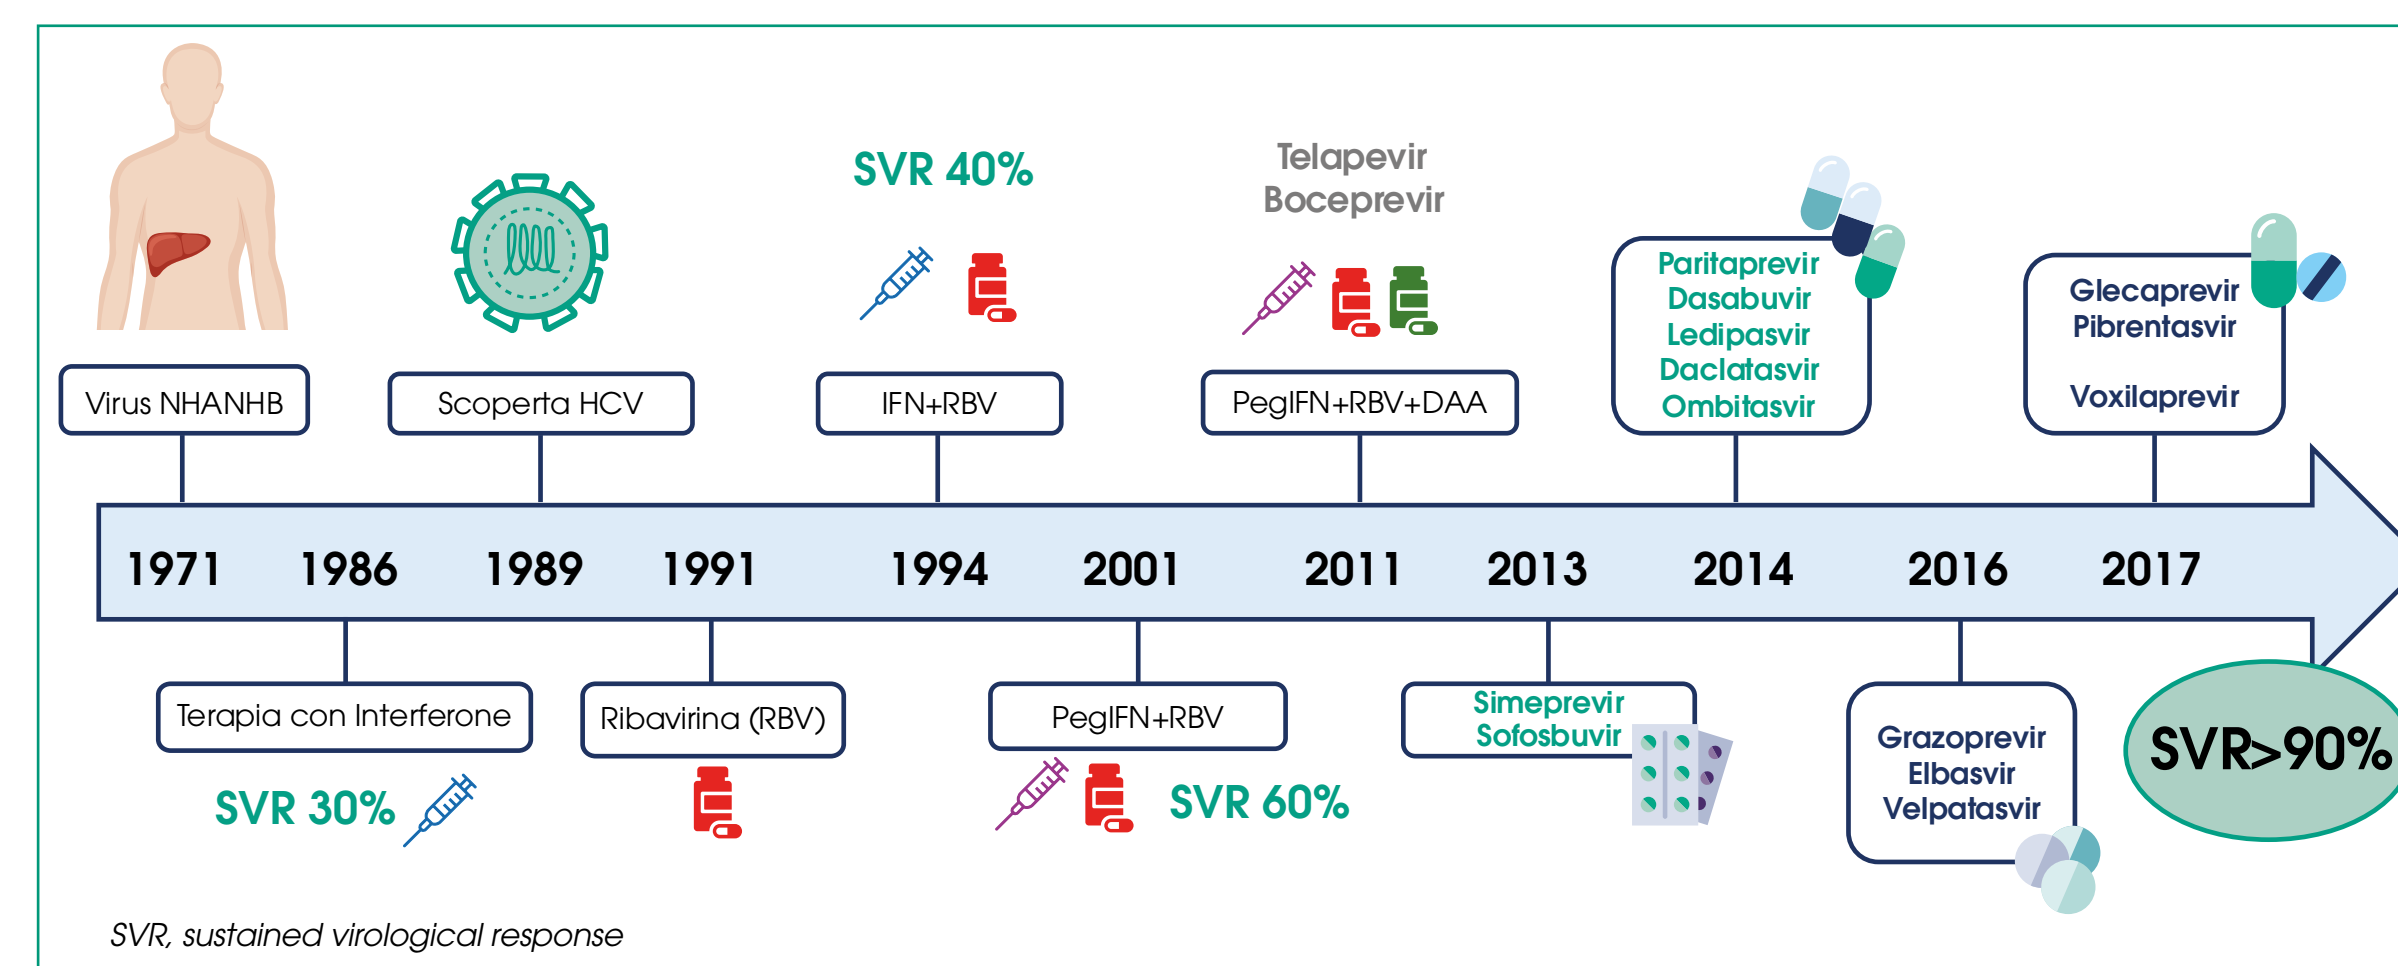 SVR 40%
Telapevir
Boceprevir
Paritaprevir
Dasabuvir
Ledipasvir
Daclatasvir
Ombitasvir
Glecaprevir
Pibrentasvir
Voxilaprevir
Virus NHANHB
Scoperta HCV
IFN+RBV
PegIFN+RBV+DAA
1971 1986 1989 1991 1994 2001 2011 2013 2014 2016 2017
Terapia con Interferone
SVR 30%
Ribavirina (RBV)
PegIFN+RBV
SVR 60%
Simeprevir
Sofosbuvir
Grazoprevir
Elbasvir
Velpatasvir
SVR>90%
SVR, sustained virological response